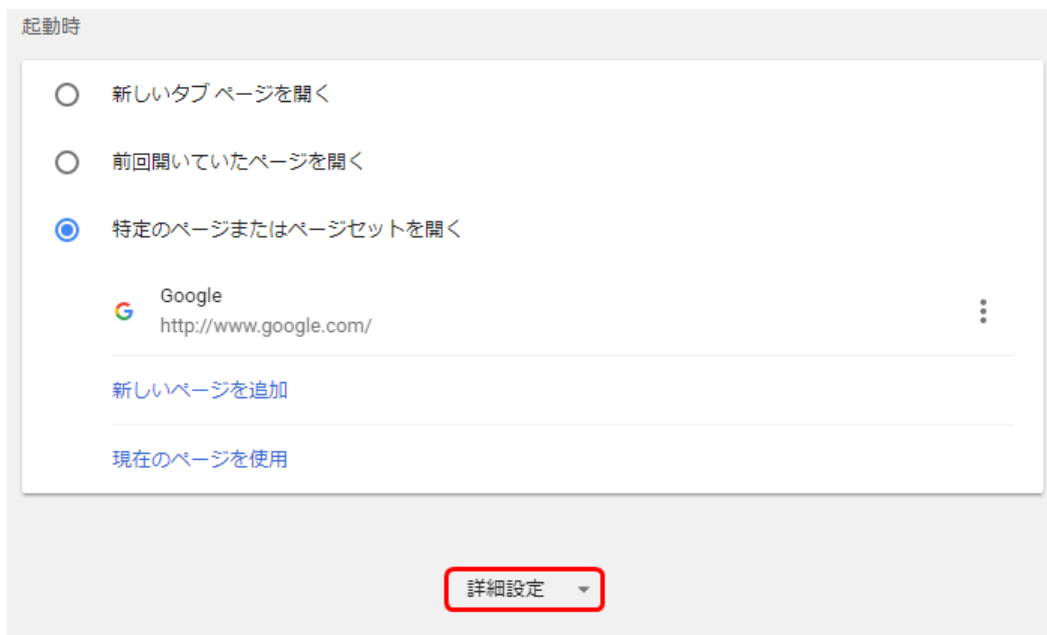 起動時
新しいタブ ページを開く
前回開いていたページを開く
特定のページまたはページセットを開く
Google
http://www.google.com/
新しいページを追加
現在のページを使用
詳細設定